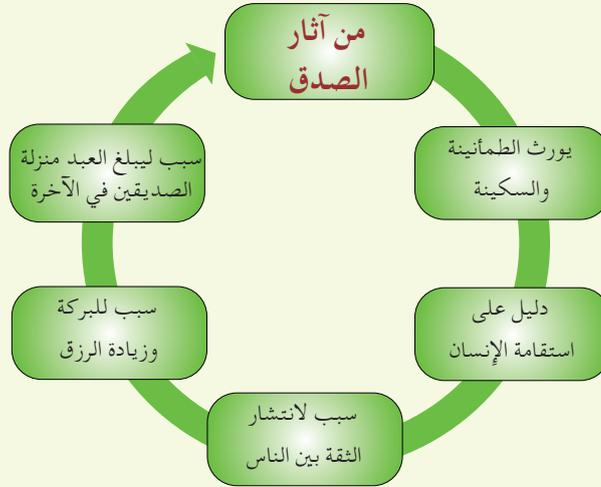 من آثار
الصدق
يورث الطمأنينة
والسكينة
دليل على
استقامة الإنسان
سبب لانتشار
الثقة بين الناس
سبب للبركة
وزيادة الرزق
سبب ليبلغ العبد منزلة
الصديقين في الآخرة